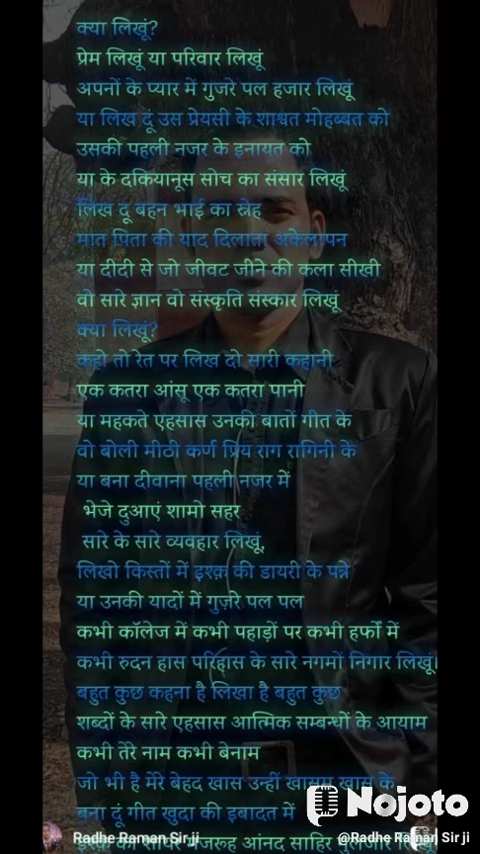 क्या लिखूं?
प्रेम लिखूं या परिवार लिखूं
अपनों के प्यार में गुजरे पल हजार लिखूं
या लिख दूं उस प्रेयसी के शाश्वत मोहब्बत को
उसकी पहली नजर के इनायत को
या के दकियानूस सोच का संसार लिखूं
लिख दू बहन भाई का स्नेह
मात पिता की याद दिलाता अकेलापन
या दीदी से जो जीवट जीने की कला सीखी
वो सारे ज्ञान वो संस्कृति संस्कार लिखूं
क्या लिखूं?
कहो तो रेत पर लिख दो सारी कहानी
एक कतरा आंसू एक कतरा पानी
या महकते एहसास उनकी बातों गीत के
वो बोली मीठी कर्ण प्रिय राग रागिनी के
या बना दीवाना पहली नजर में
भेजे दुआएं शामो सहर
सारे के सारे व्यवहार लिखूं,
लिखो किस्तों में इश्क़ की डायरी के पन्ने
या उनकी यादों में गुज़रे पल पल
कभी कॉलेज में कभी पहाड़ों पर कभी हर्फों में
कभी रुदन हास परिहास के सारे नगमों निगार लिखूं।
बहुत कुछ कहना है लिखा है बहुत कुछ
शब्दों के सारे एहसास आत्मिक सम्बन्धों के आयाम
कभी तेरे नाम कभी बेनाम
जो भी है मेरे बेहद खास उन्हीं खासम खास के
बना दूं गीत खुदा की इबादत में
आंनद साहिर
Nojoto
Radhe Raman Sir ji
@Radhe Raman Sir ji